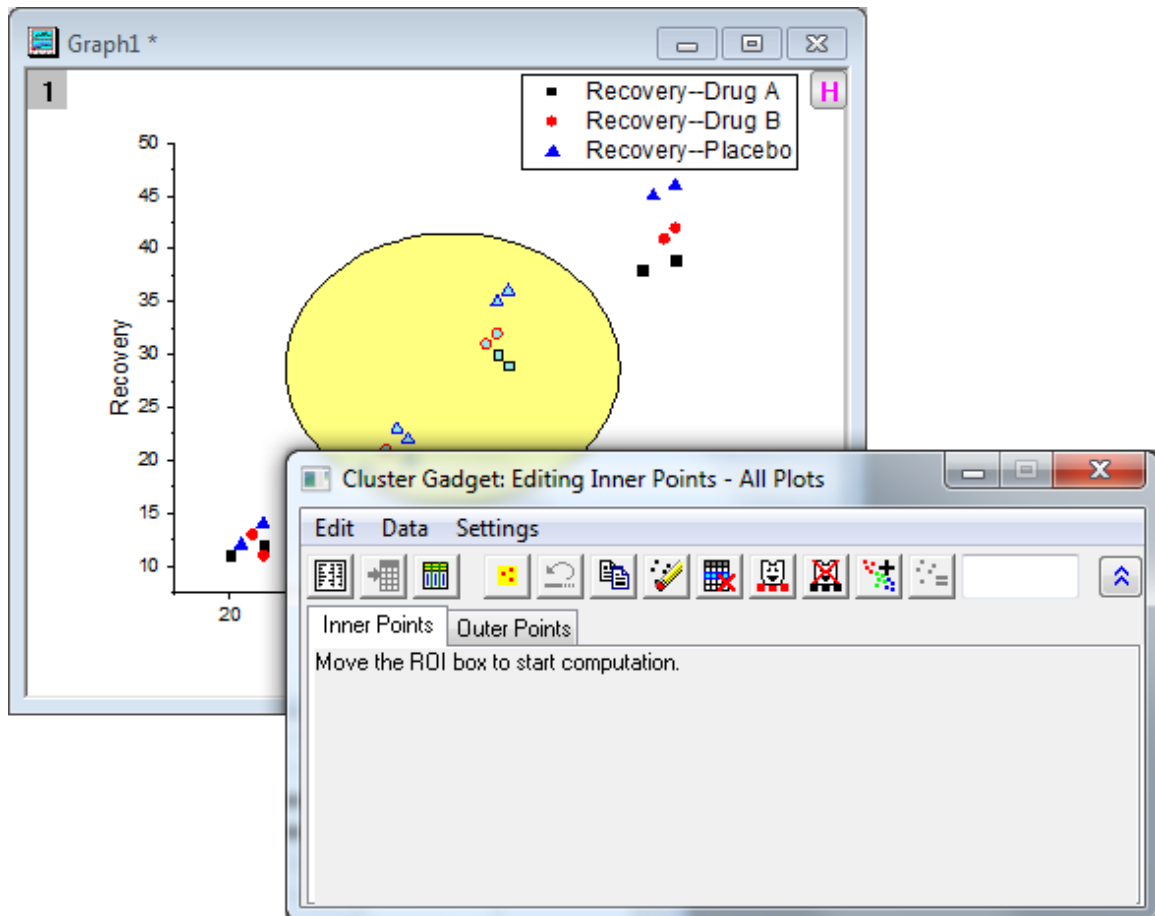 Graph1 *
1
H
Recovery--Drug A
Recovery--Drug B
Recovery--Placebo
50
45
40
35
30
25
20
15
10
Recovery
20
Cluster Gadget: Editing Inner Points - All Plots
Edit Data Settings
Inner Points Outer Points
Move the ROI box to start computation.